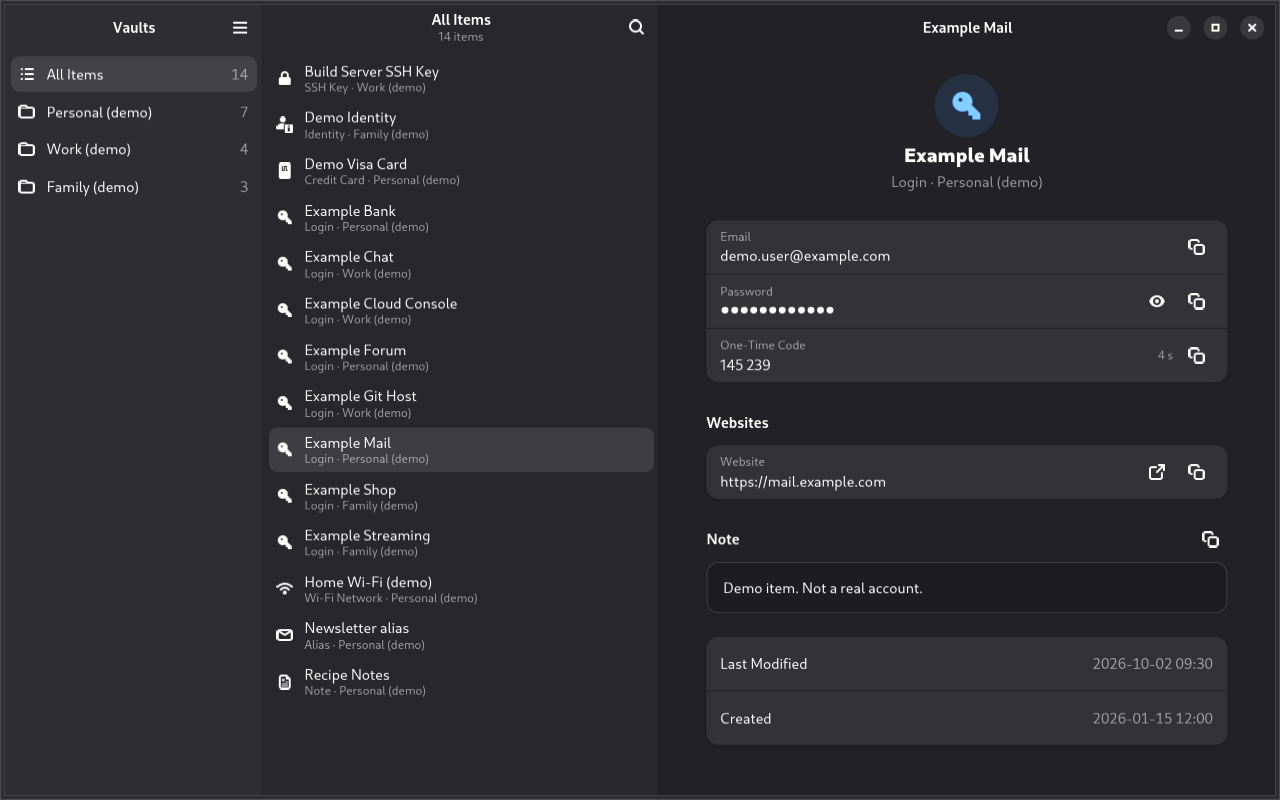 Vaults
All Items 14
Personal (demo) 7
Work (demo) 4
Family (demo) 3
All Items
14 items
Build Server SSH Key
SSH Key · Work (demo)
Demo Identity
Identity · Family (demo)
Demo Visa Card
Credit Card · Personal (demo)
Example Bank
Login · Personal (demo)
Example Chat
Login · Work (demo)
Example Cloud Console
Login · Work (demo)
Example Forum
Login · Personal (demo)
Example Git Host
Login · Work (demo)
Example Mail
Login · Personal (demo)
Example Shop
Login · Family (demo)
Example Streaming
Login · Family (demo)
Home Wi-Fi (demo)
Wi-Fi Network · Personal (demo)
Newsletter alias
Alias · Personal (demo)
Recipe Notes
Note · Personal (demo)
Example Mail
Example Mail
Login · Personal (demo)
Email
demo.user@example.com
Password
●●●●●●●●●●●●
One-Time Code
145 239
4 s
Websites
Website
https://mail.example.com
Note
Demo item. Not a real account.
Last Modified 2026-10-02 09:30
Created 2026-01-15 12:00